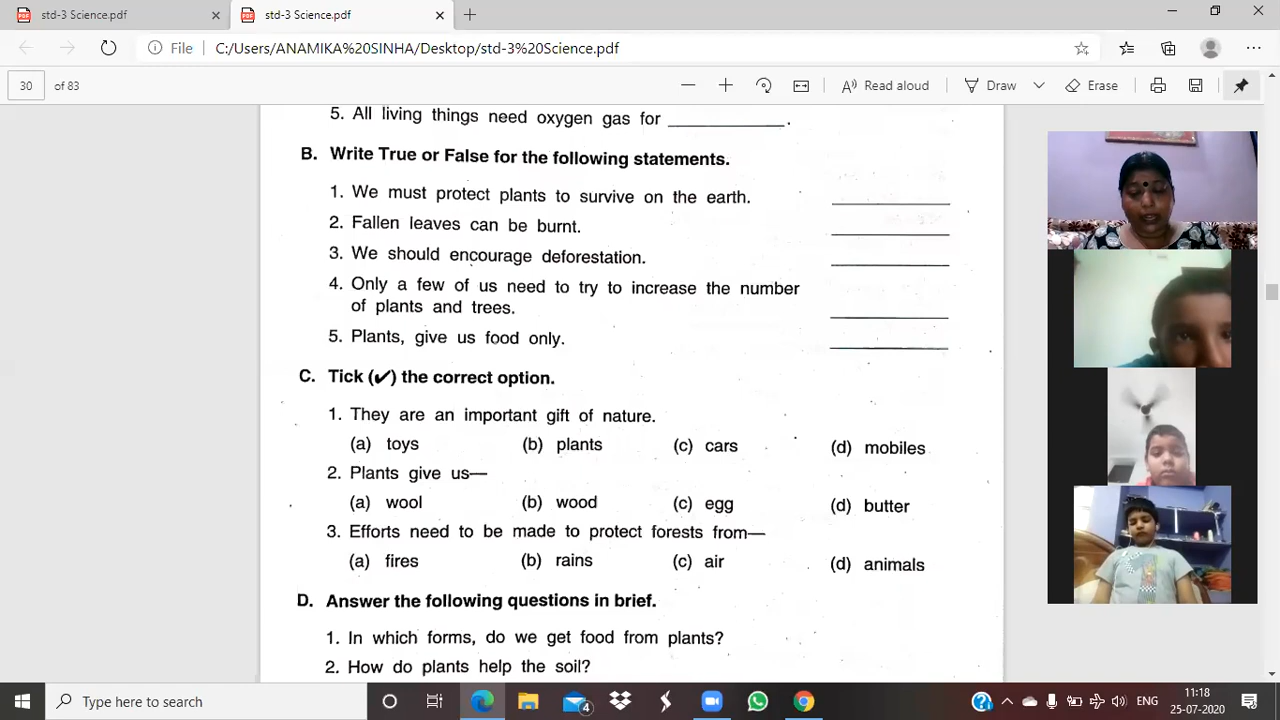 std-3 Science.pdf
std-3 Science.pdf
File
C:/Users/ANAMIKA%20SINHA/Desktop/std-3%20Science.pdf
30 of 83
Read aloud
Draw
Erase
5. All living things need oxygen gas for ____________.
B. Write True or False for the following statements.
1. We must protect plants to survive on the earth. ____________
2. Fallen leaves can be burnt. ____________
3. We should encourage deforestation. ____________
4. Only a few of us need to try to increase the number
of plants and trees. ____________
5. Plants, give us food only. ____________
C. Tick (✔) the correct option.
1. They are an important gift of nature.
(a) toys (b) plants (c) cars (d) mobiles
2. Plants give us—
(a) wool (b) wood (c) egg (d) butter
3. Efforts need to be made to protect forests from—
(a) fires (b) rains (c) air (d) animals
D. Answer the following questions in brief.
1. In which forms, do we get food from plants?
2. How do plants help the soil?
Type here to search
4
ENG
11:18
25-07-2020